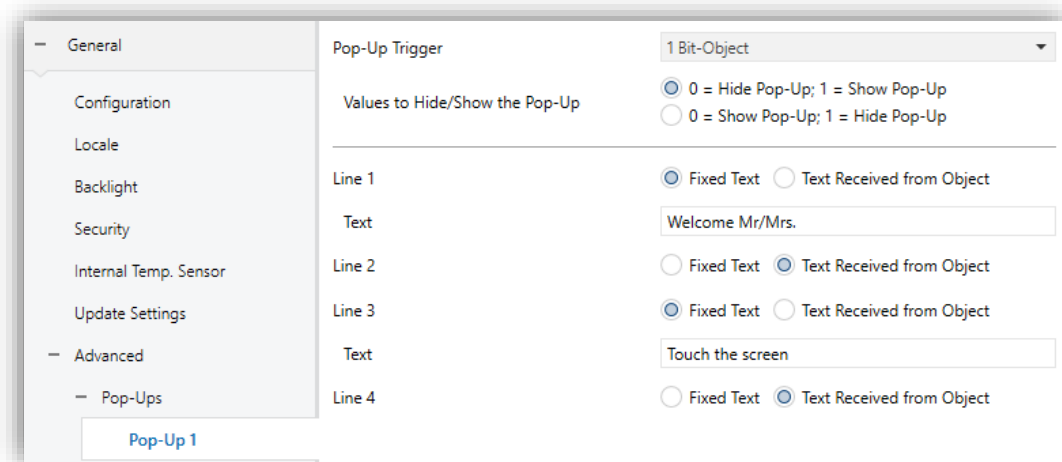 General
Configuration
Locale
Backlight
Security
Internal Temp. Sensor
Update Settings
Advanced
Pop-Ups
Pop-Up 1
Pop-Up Trigger
1 Bit-Object
Values to Hide/Show the Pop-Up
0 = Hide Pop-Up; 1 = Show Pop-Up
0 = Show Pop-Up; 1 = Hide Pop-Up
Line 1
Fixed Text Text Received from Object
Text
Welcome Mr/Mrs.
Line 2
Fixed Text Text Received from Object
Line 3
Fixed Text Text Received from Object
Text
Touch the screen
Line 4
Fixed Text Text Received from Object